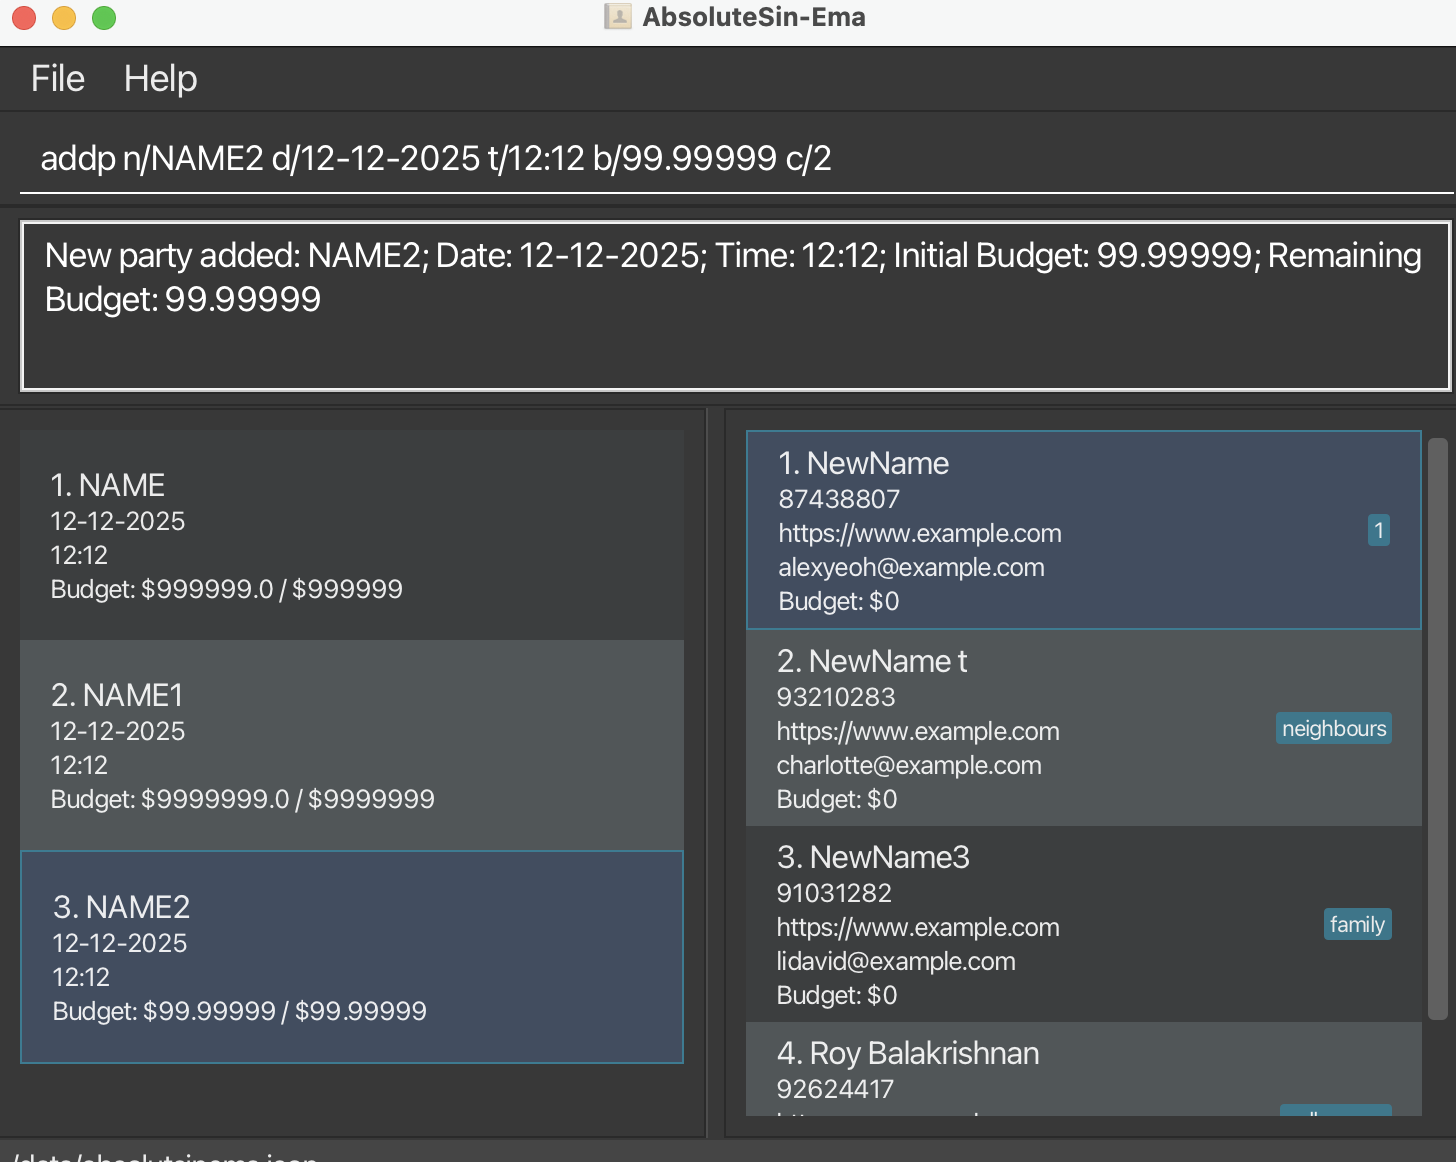 AbsoluteSin-Ema
File Help
addp n/NAME2 d/12-12-2025 t/12:12 b/99.99999 c/2
New party added: NAME2; Date: 12-12-2025; Time: 12:12; Initial Budget: 99.99999; Remaining
Budget: 99.99999
1. NAME
12-12-2025
12:12
Budget: $999999.0 / $999999
2. NAME1
12-12-2025
12:12
Budget: $9999999.0 / $9999999
3. NAME2
12-12-2025
12:12
Budget: $99.99999 / $99.99999
1. NewName
87438807
https://www.example.com
1
alexyeoh@example.com
Budget: $0
2. NewName t
93210283
https://www.example.com
neighbours
charlotte@example.com
Budget: $0
3. NewName3
91031282
https://www.example.com
family
lidavid@example.com
Budget: $0
4. Roy Balakrishnan
92624417